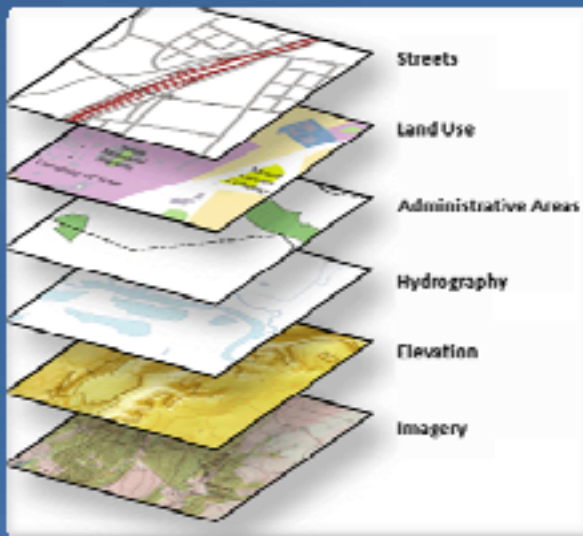 Streets
Land Use
Administrative Areas
Hydrography
Elevation
Imagery